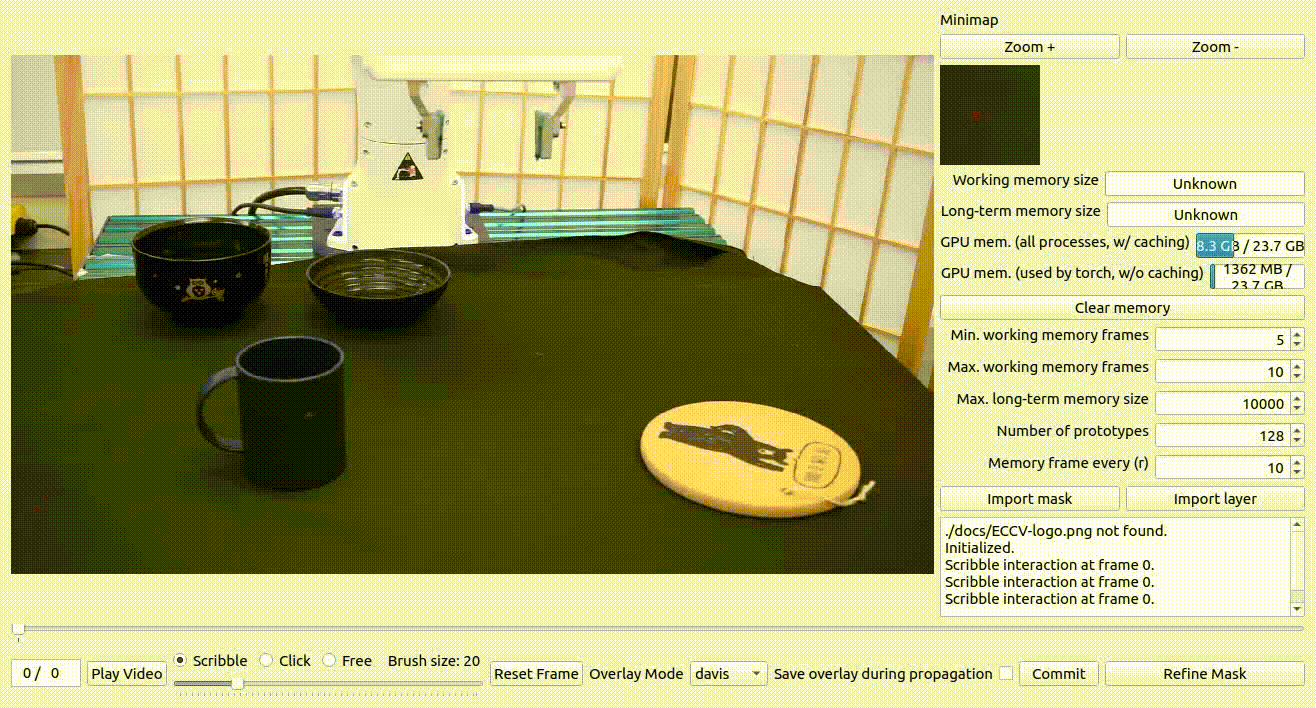 Minimap
Zoom +
Zoom -
Working memory size
Unknown
Long-term memory size
Unknown
GPU mem. (all processes, w/ caching)
8.3 GB / 23.7 GB
GPU mem. (used by torch, w/o caching)
1362 MB /
23.7 GB
Clear memory
Min. working memory frames
5
Max. working memory frames
10
Max. long-term memory size
10000
Number of prototypes
128
Memory frame every (r)
10
Import mask
Import layer
./docs/ECCV-logo.png not found.
Initialized.
Scribble interaction at frame 0.
Scribble interaction at frame 0.
Scribble interaction at frame 0.
0 / 0
Play Video
Scribble
Click
Free
Brush size: 20
Reset Frame
Overlay Mode
davis
Save overlay during propagation
Commit
Refine Mask